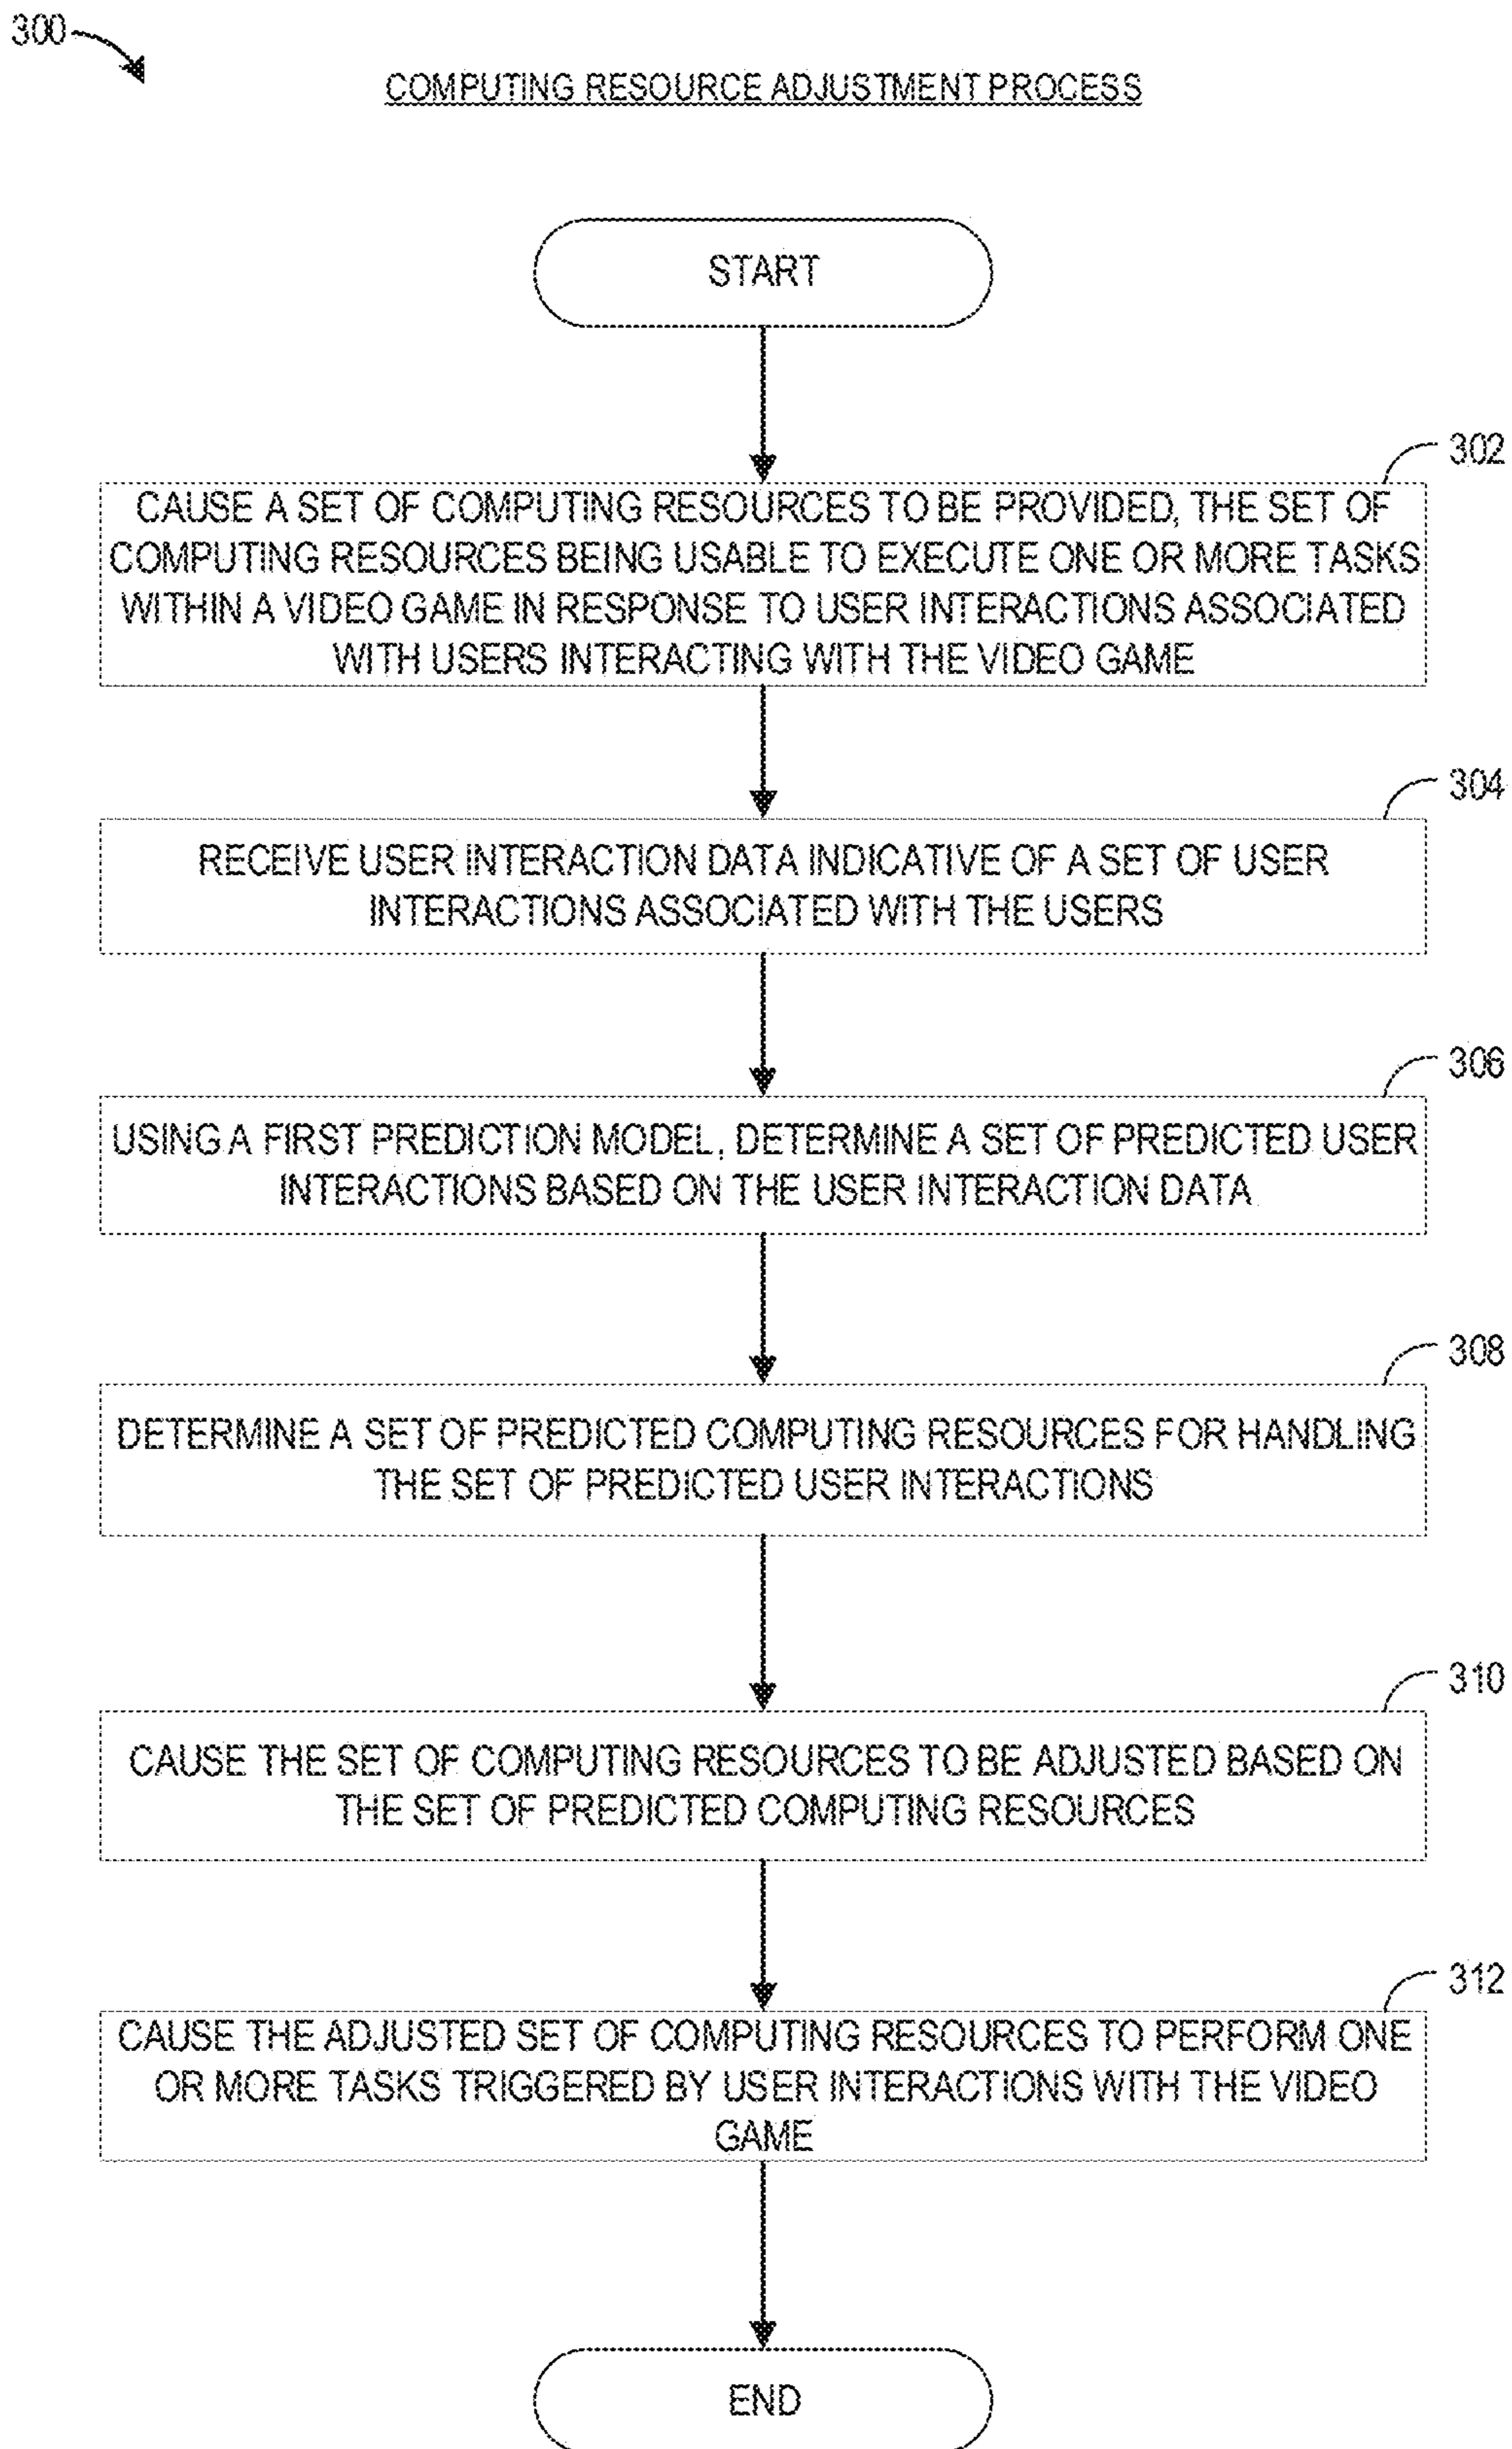 300
COMPUTING RESOURCE ADJUSTMENT PROCESS
START
302
CAUSE A SET OF COMPUTING RESOURCES TO BE PROVIDED, THE SET OF
COMPUTING RESOURCES BEING USABLE TO EXECUTE ONE OR MORE TASKS
WITHIN A VIDEO GAME IN RESPONSE TO USER INTERACTIONS ASSOCIATED
WITH USERS INTERACTING WITH THE VIDEO GAME
304
RECEIVE USER INTERACTION DATA INDICATIVE OF A SET OF USER
INTERACTIONS ASSOCIATED WITH THE USERS
306
USING A FIRST PREDICTION MODEL, DETERMINE A SET OF PREDICTED USER
INTERACTIONS BASED ON THE USER INTERACTION DATA
308
DETERMINE A SET OF PREDICTED COMPUTING RESOURCES FOR HANDLING
THE SET OF PREDICTED USER INTERACTIONS
310
CAUSE THE SET OF COMPUTING RESOURCES TO BE ADJUSTED BASED ON
THE SET OF PREDICTED COMPUTING RESOURCES
312
CAUSE THE ADJUSTED SET OF COMPUTING RESOURCES TO PERFORM ONE
OR MORE TASKS TRIGGERED BY USER INTERACTIONS WITH THE VIDEO
GAME
END